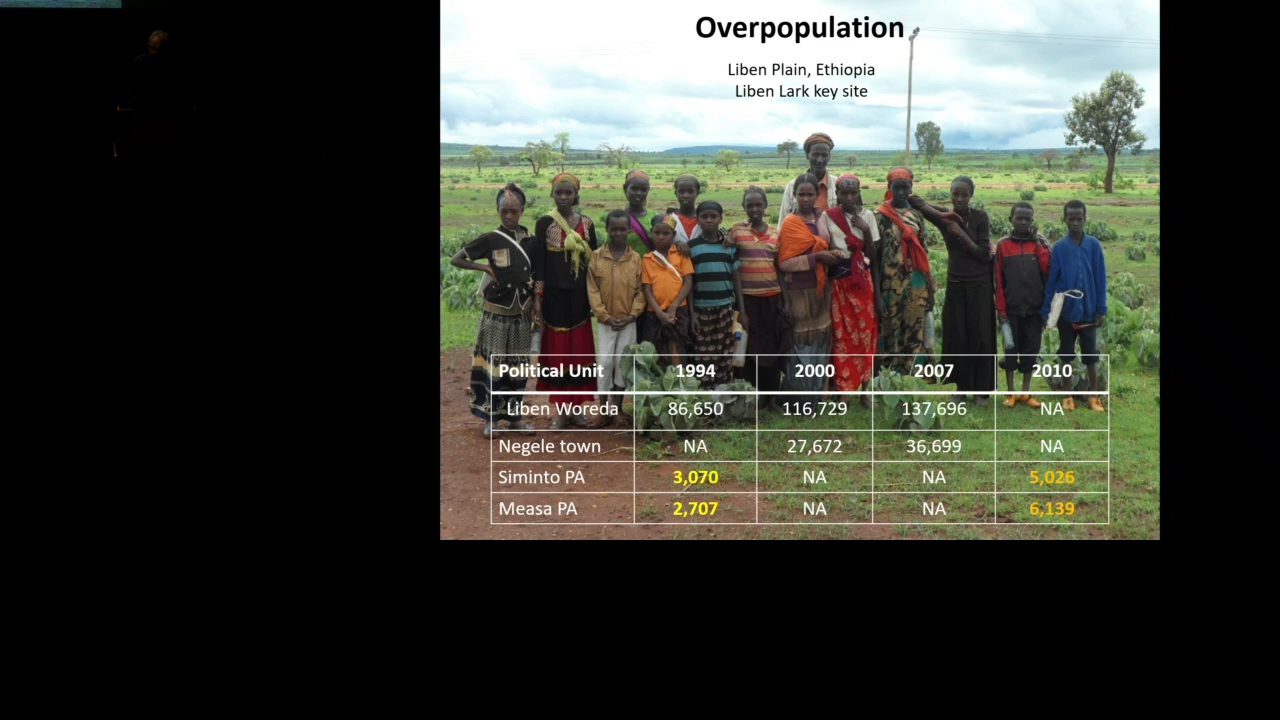 Overpopulation
Liben Plain, Ethiopia
Liben Lark key site
Political Unit 1994 2000 2007 2010
Liben Woreda 86,650 116,729 137,696 NA
Negele town NA 27,672 36,699 NA
Siminto PA 3,070 NA NA 5,026
Measa PA 2,707 NA NA 6,139